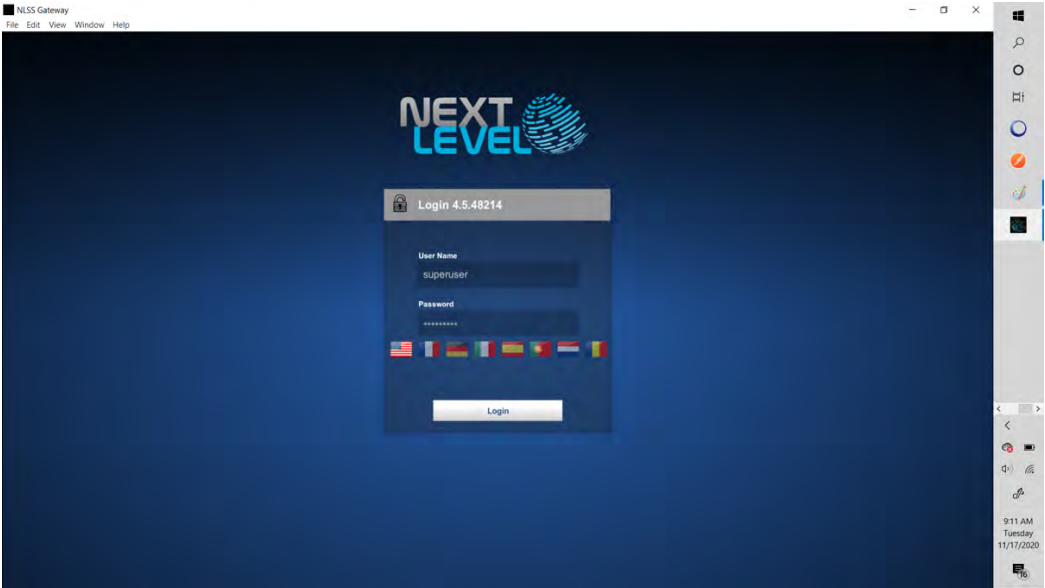 NLSS Gateway
File Edit View Window Help
NEXT
LEVEL
Login 4.5.48214
User Name
superuser
Password
*********
Login
9:11 AM
Tuesday
11/17/2020
16